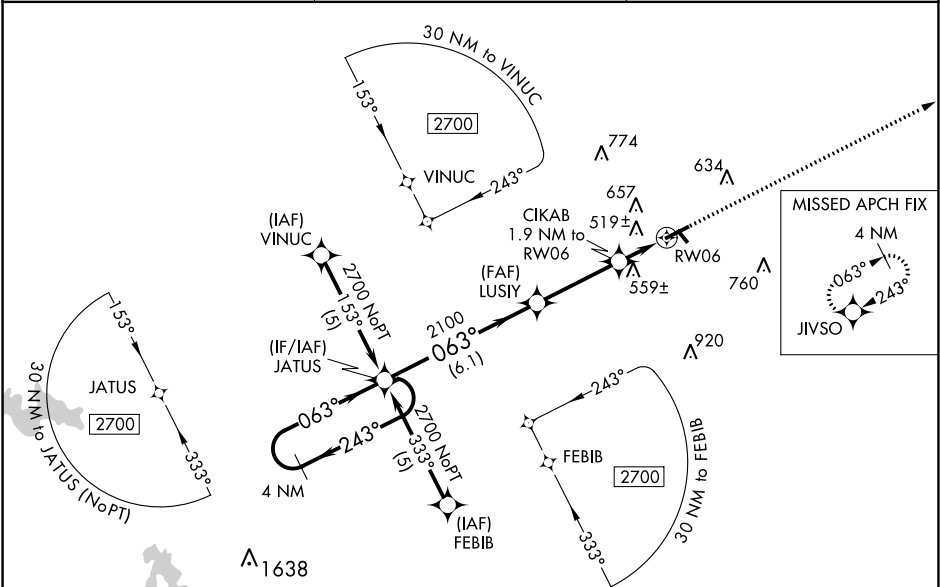 30 NM to VINUC
153°
2700
VINUC
243°
774
634
657
519±
CIKAB
1.9 NM to
RW06
RW06
559±
760
920
MISSED APCH FIX
4 NM
063°
243°
JIVSO
(IAF)
VINUC
2700 NoPT
153°
(5)
(FAF)
LUSIY
2100
063°
(6.1)
(IF/IAF)
JATUS
063°
243°
4 NM
2700 NoPT
333°
(5)
(IAF)
FEBIB
153°
JATUS
2700
333°
30 NM to JATUS (NoPT)
243°
FEBIB
2700
333°
30 NM to FEBIB
1638